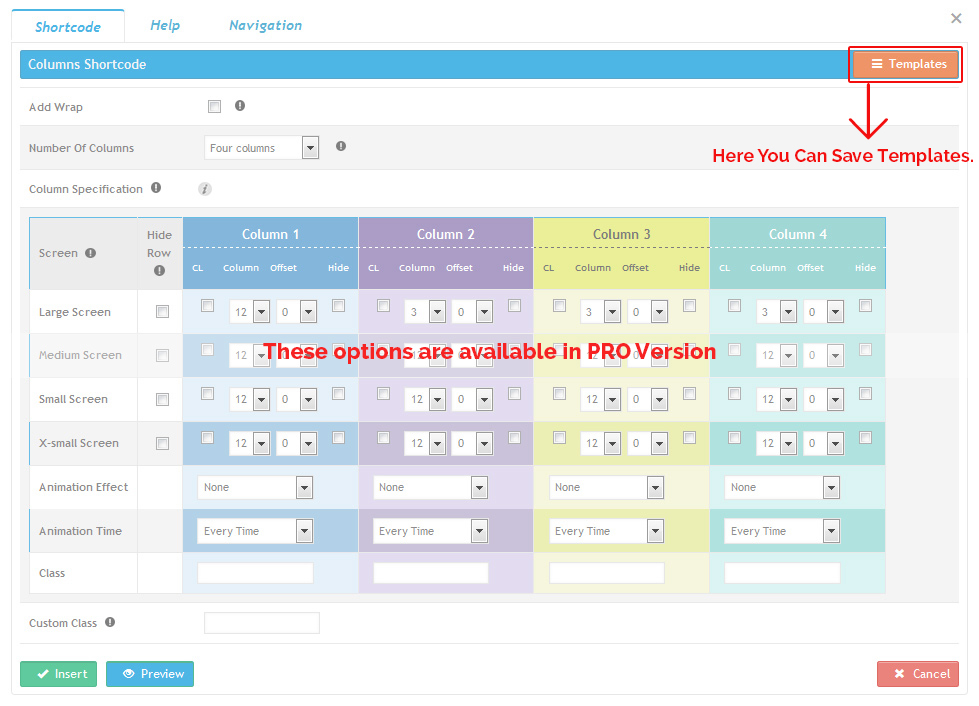 Shortcode Help Navigation
Columns Shortcode
Templates
Add Wrap
Here You Can Save Templates.
Number Of Columns Four columns
Column Specification
Screen Hide Row Column 1 Column 2 Column 3 Column 4
CL Column Offset Hide CL Column Offset Hide CL Column Offset Hide CL Column Offset Hide
Large Screen 12 0 3 0 3 0 3 0
These options are available in PRO Version
Medium Screen 12 12 0 12 0
Small Screen 12 0 12 0 12 0 12 0
X-small Screen 12 0 12 0 12 0 12 0
Animation Effect None None None None
Animation Time Every Time Every Time Every Time Every Time
Class
Custom Class
Insert Preview Cancel